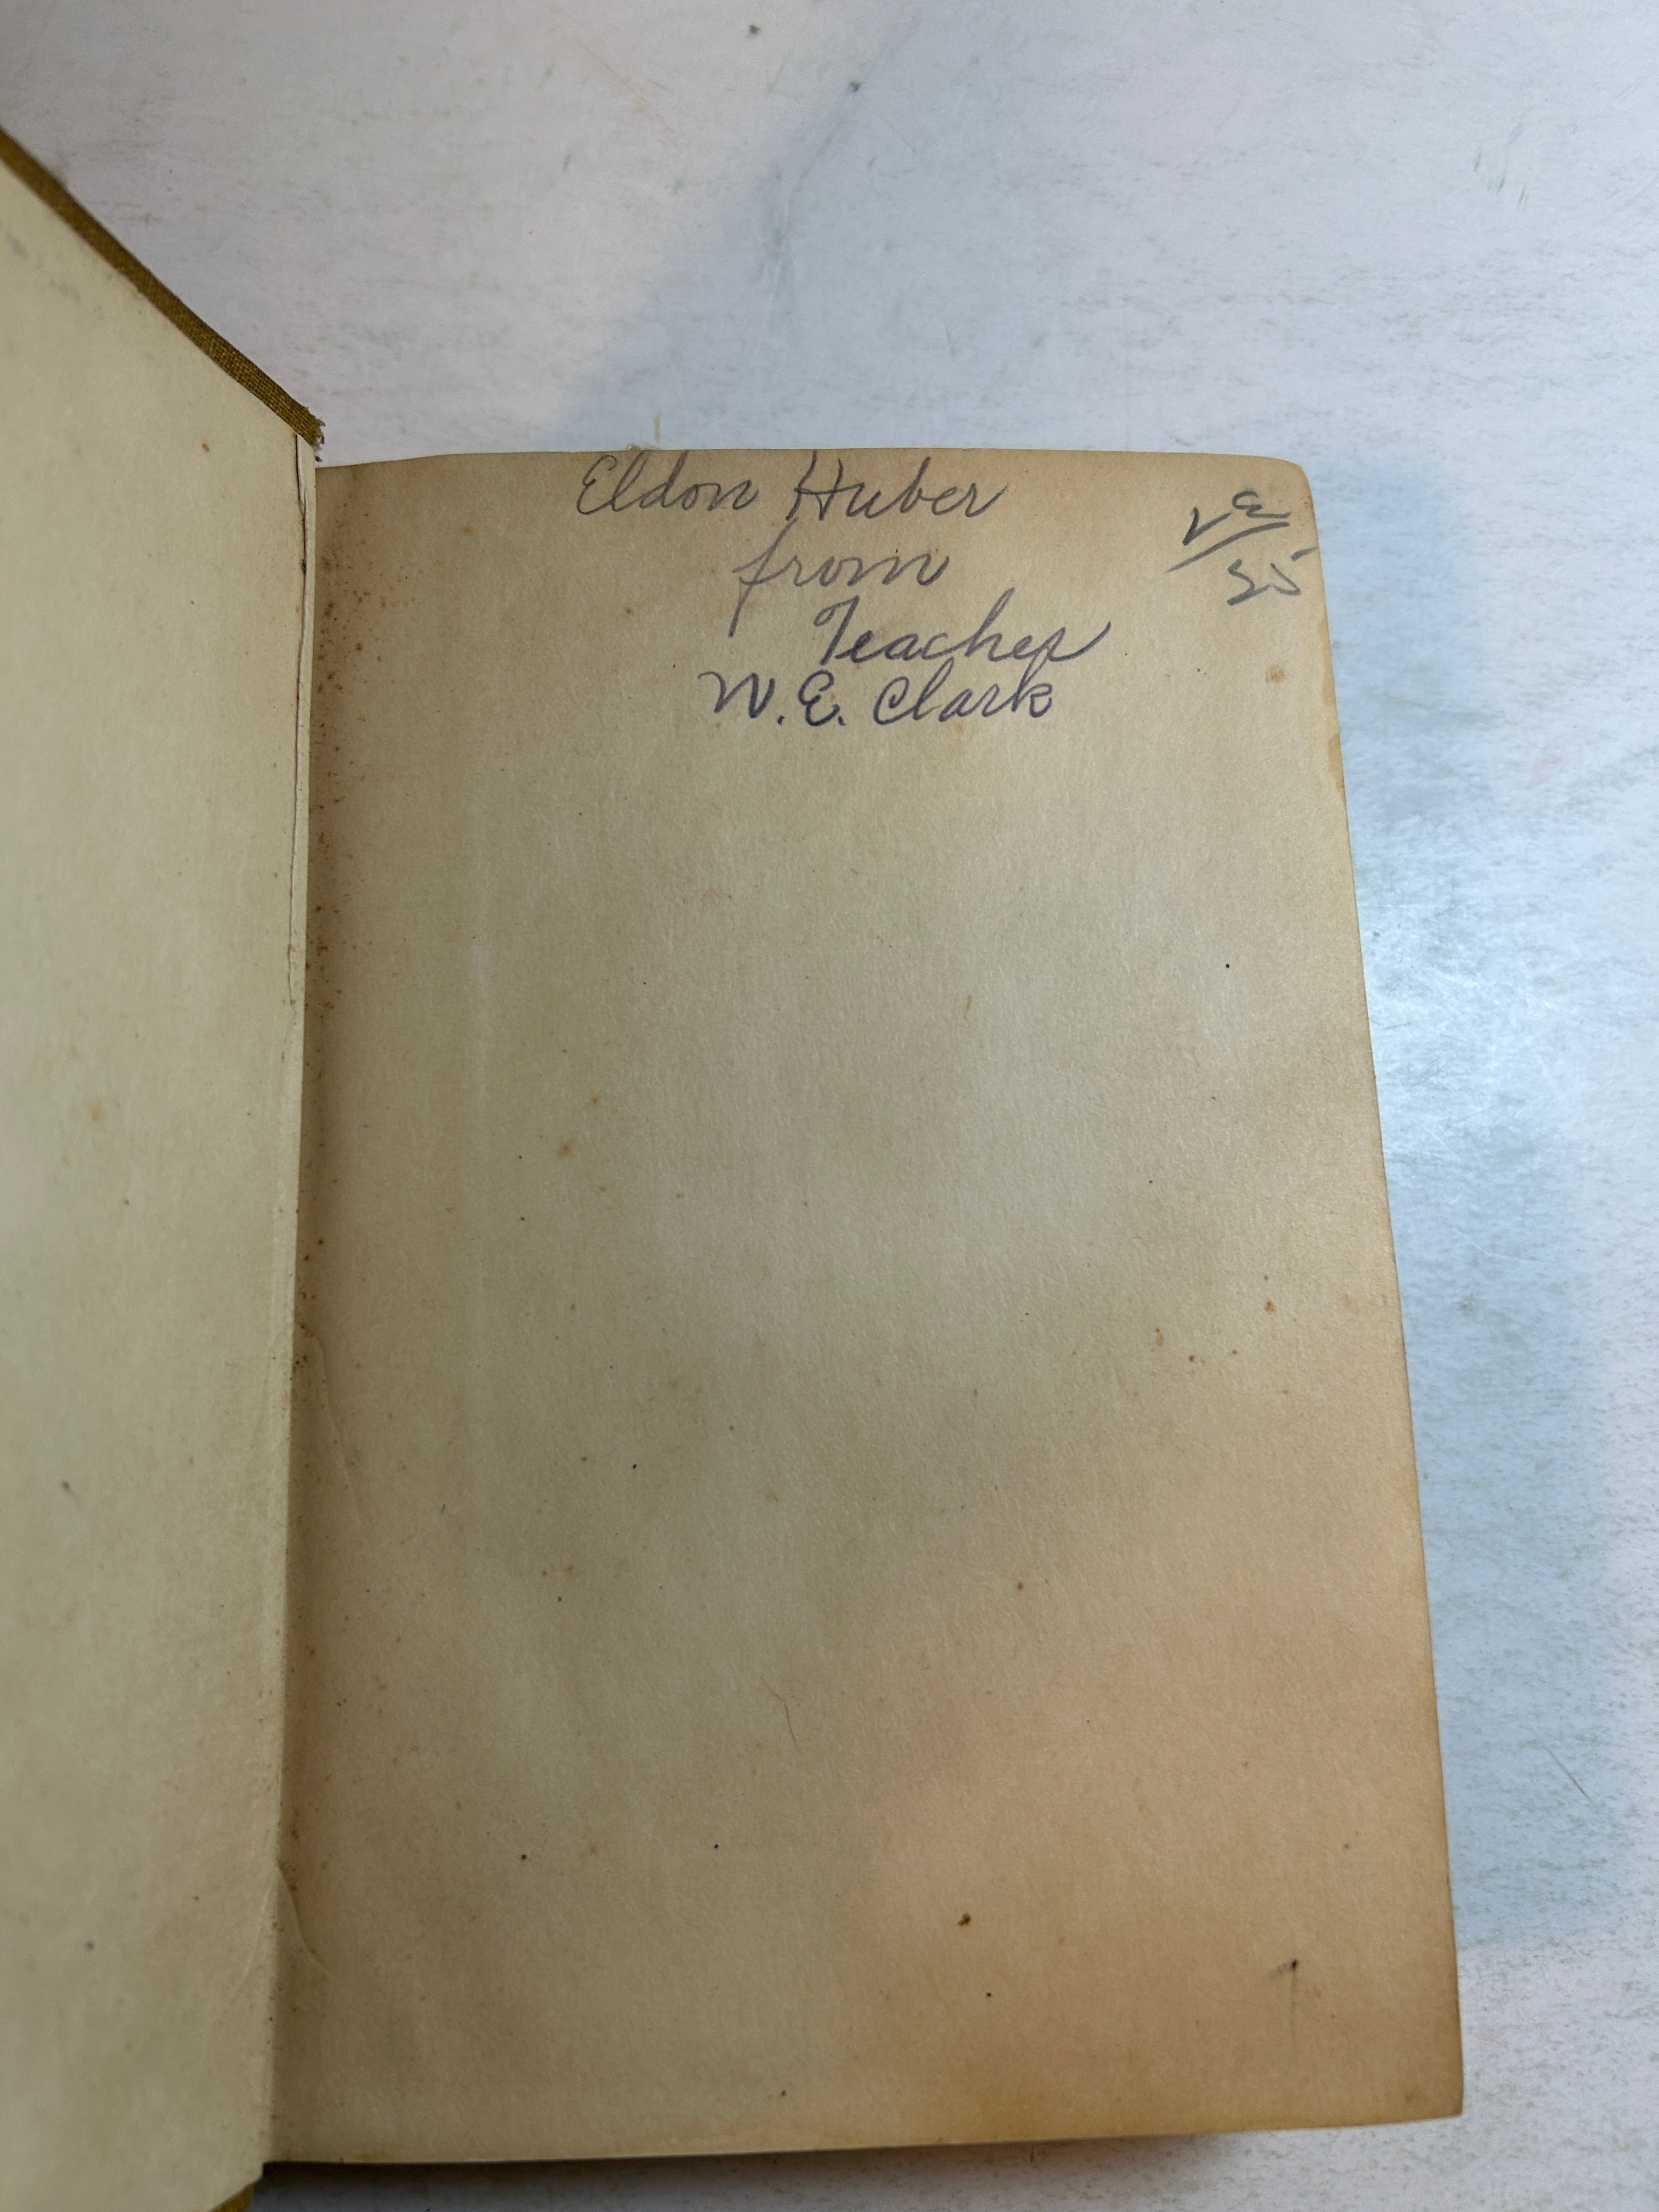 Eldon Huber
from
Teacher
W. E. Clark